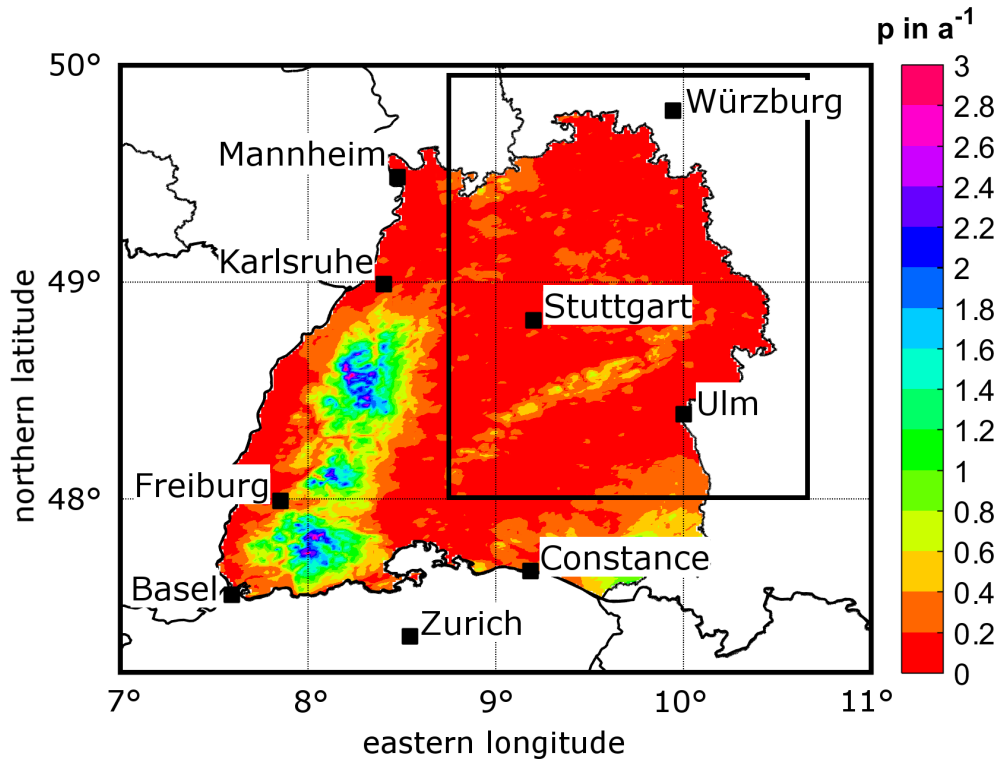 p in a-1
50°
Würzburg
Mannheim
Karlsruhe
49°
Stuttgart
Ulm
Freiburg
48°
Constance
Basel
Zurich
northern latitude
7°
8°
9°
10°
11°
eastern longitude
3
2.8
2.6
2.4
2.2
2
1.8
1.6
1.4
1.2
1
0.8
0.6
0.4
0.2
0